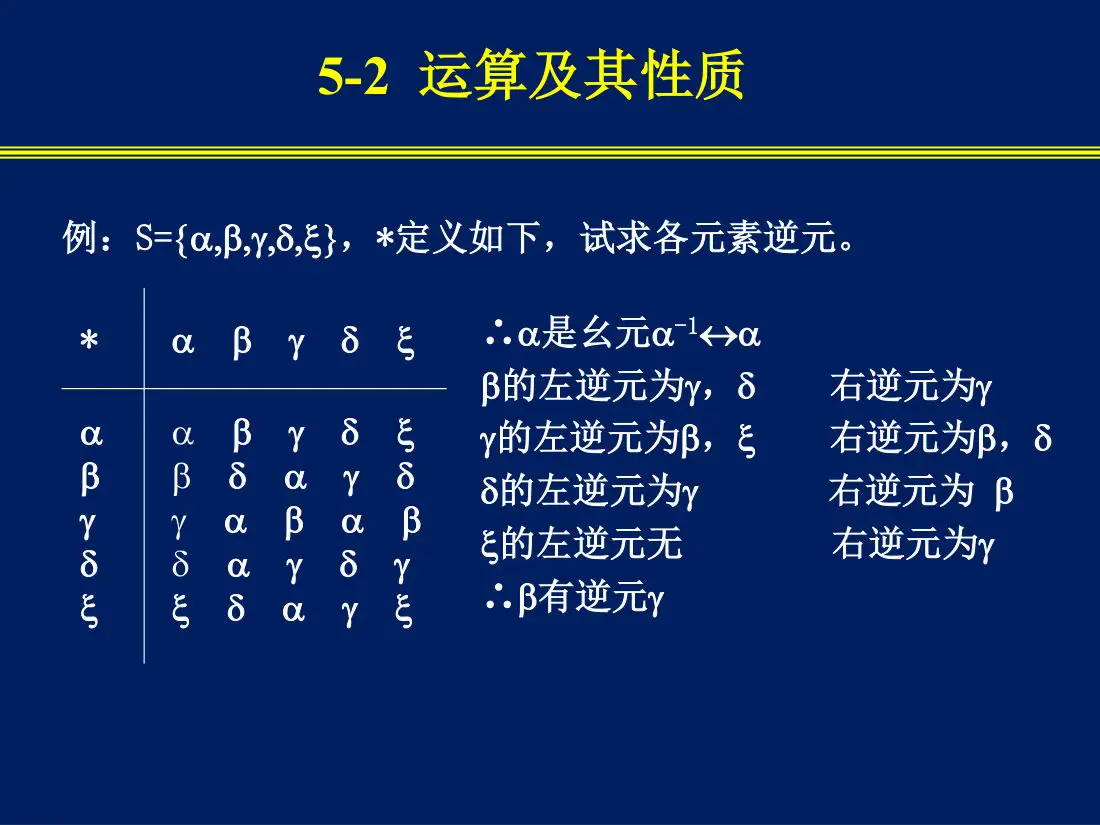 5-2 运算及其性质
例：S={α,β,γ,δ,ξ}，*定义如下，试求各元素逆元。
* α β γ δ ξ
α α β γ δ ξ
β β δ α γ δ
γ γ α β α β
δ δ α γ δ γ
ξ ξ δ α γ ξ
∴α是幺元α⁻¹↔α
β的左逆元为γ，δ 右逆元为γ
γ的左逆元为β，ξ 右逆元为β，δ
δ的左逆元为γ 右逆元为 β
ξ的左逆元无 右逆元为γ
∴β有逆元γ